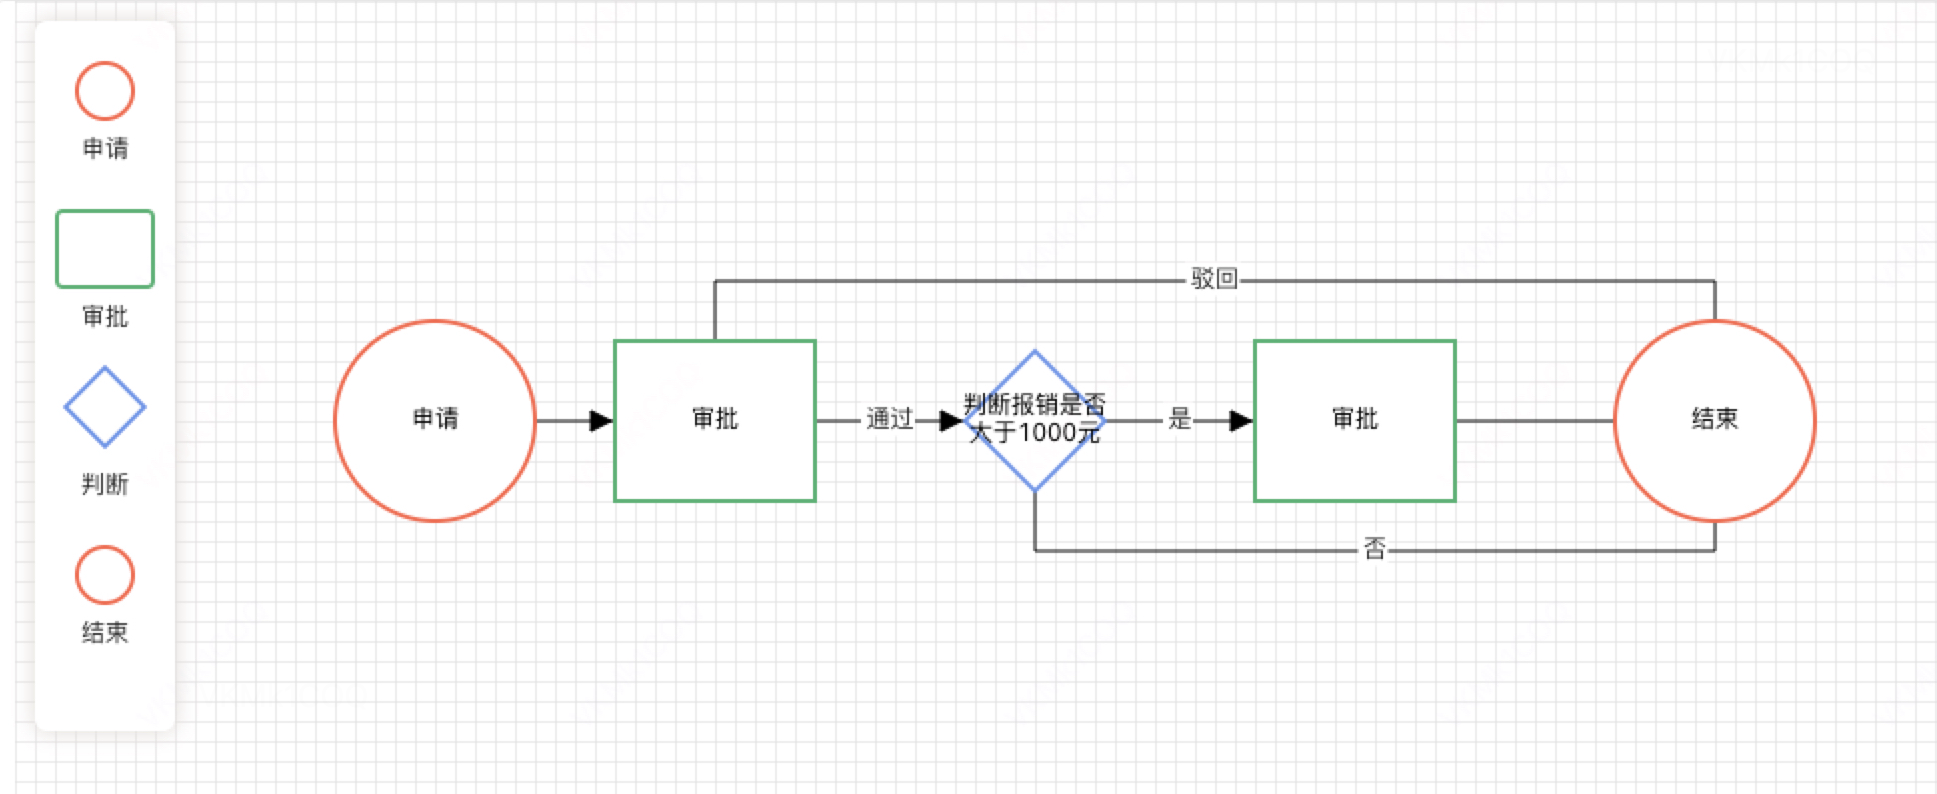 申请
审批
判断
结束
驳回
申请
审批
通过
判断报销是否
大于1000元
是
审批
结束
否